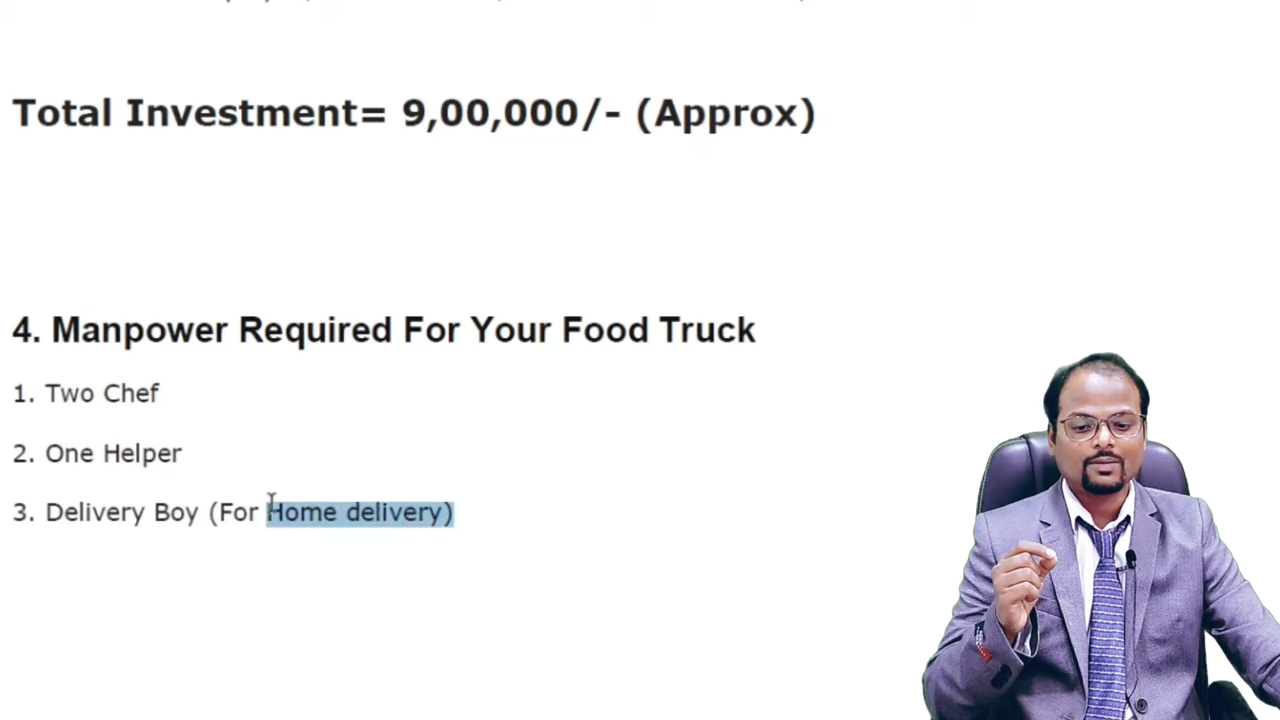 Total Investment= 9,00,000/- (Approx)
4. Manpower Required For Your Food Truck
1. Two Chef
2. One Helper
3. Delivery Boy (For Home delivery)